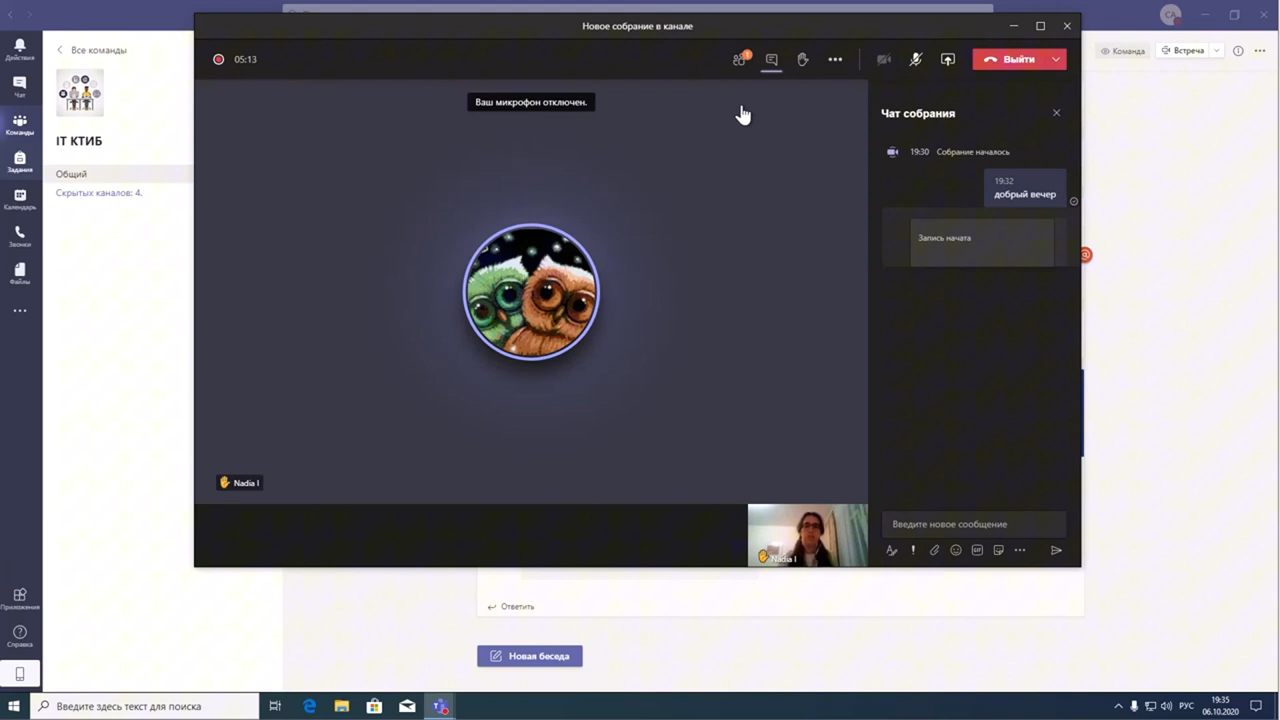 Новое собрание в канале
СА
Все команды
Команда
Встреча
Действия
Чат
Команды
Задания
Календарь
Звонки
Файлы
Приложения
Справка
IT КТИБ
Общий
Скрытых каналов: 4.
05:13
1
Выйти
Ваш микрофон отключен.
Nadia I
Nadia I
Чат собрания
19:30 Собрание началось
19:32
добрый вечер
Запись начата
@
Введите новое сообщение
GIF
Ответить
Новая беседа
Введите здесь текст для поиска
РУС
19:35
06.10.2020